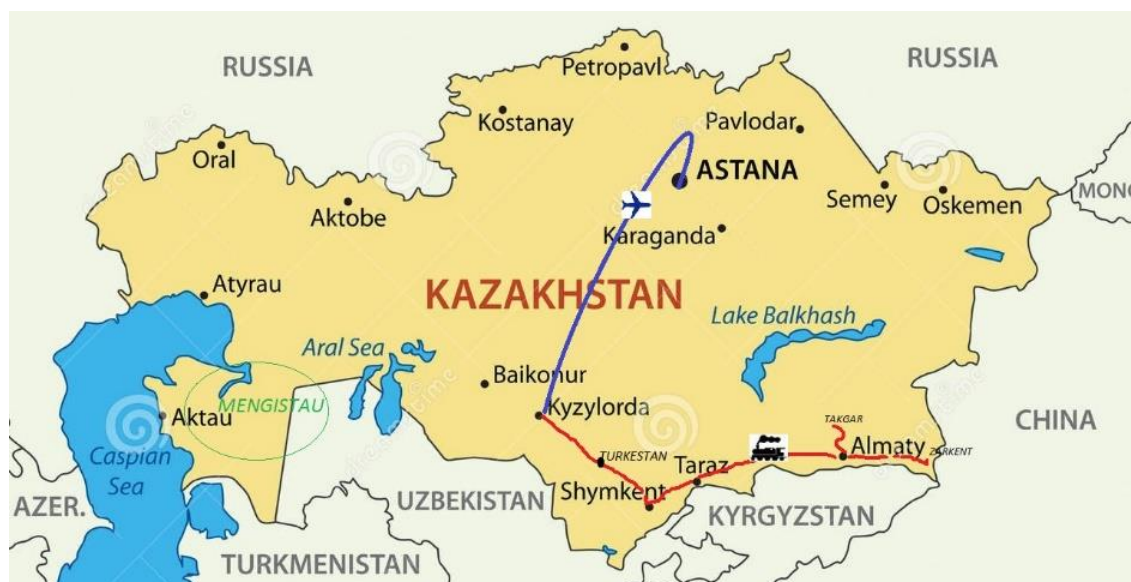 RUSSIA
RUSSIA
Petropavl
Kostanay
Pavlodar
Oral
ASTANA
Semey
Oskemen
MONG
Aktobe
Karaganda
Atyrau
KAZAKHSTAN
Lake Balkhash
Aral Sea
Baikonur
MENGISTAU
Aktau
Kyzylorda
CHINA
TAKGAR
Almaty
ZARKENT
TURKESTAN
Taraz
Caspian
Sea
Shymkent
AZER.
UZBEKISTAN
KYRGYZSTAN
TURKMENISTAN